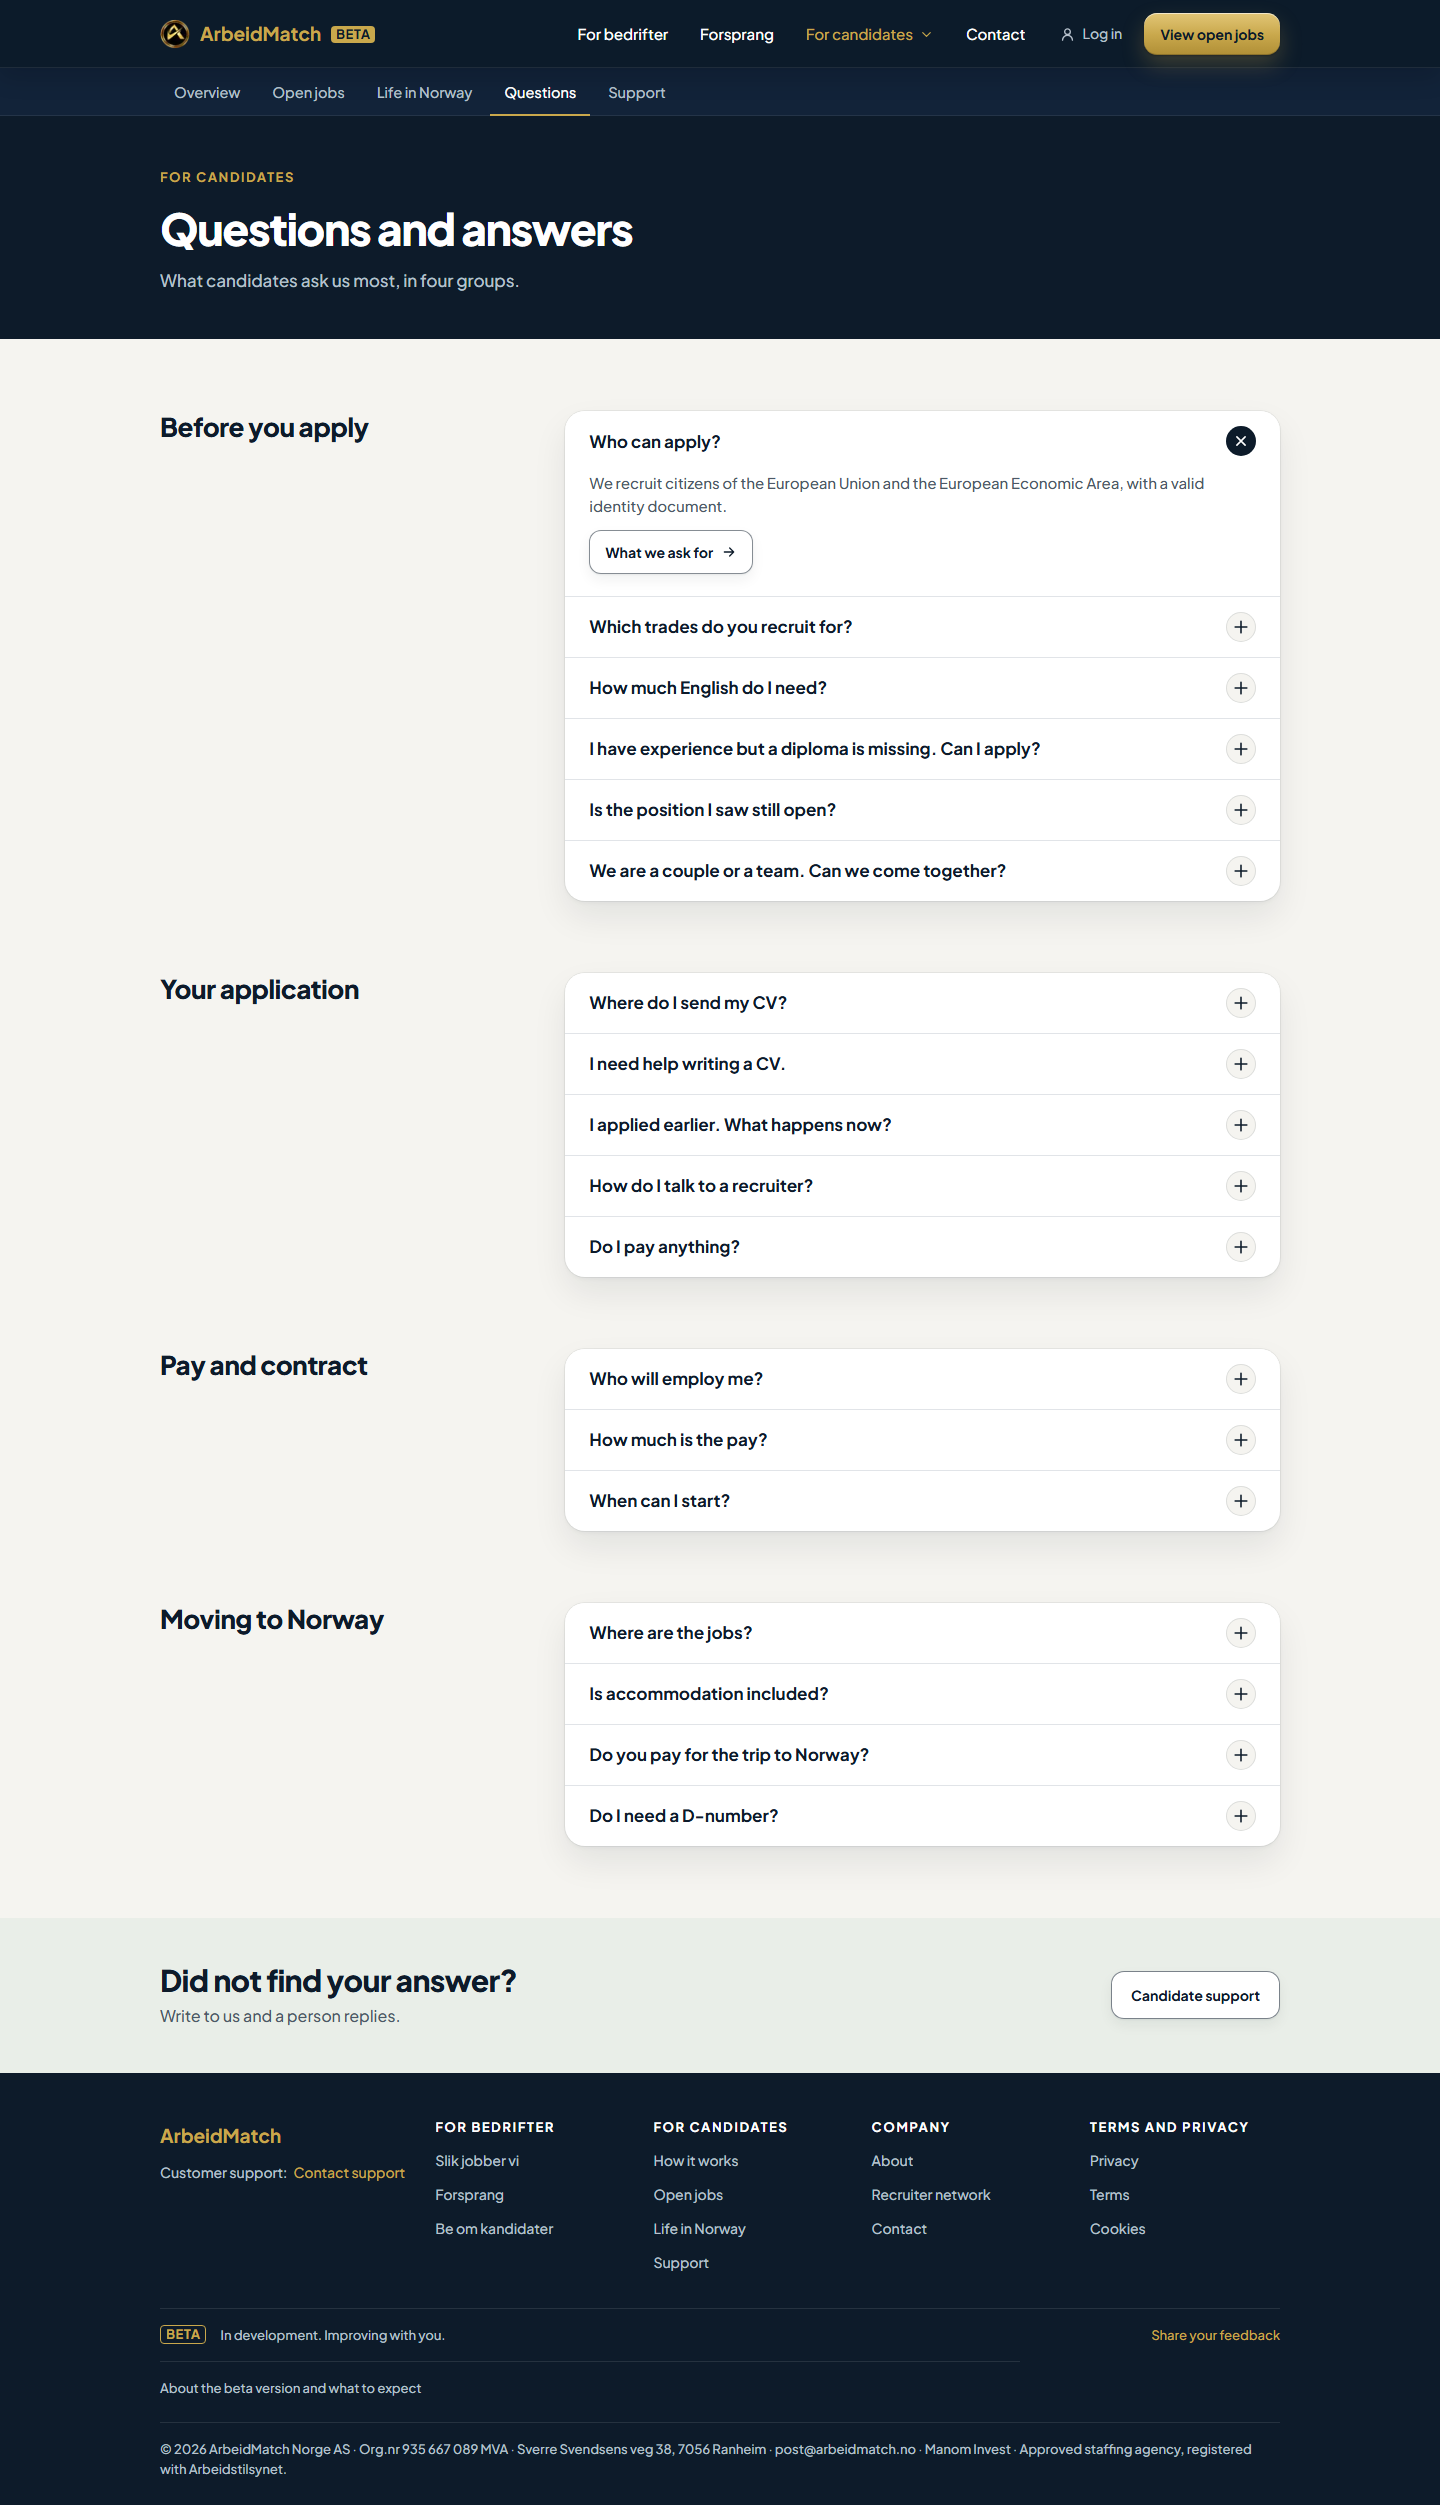 ArbeidMatch BETA
For bedrifter
Forsprang
For candidates
Contact
Log in
View open jobs
Overview
Open jobs
Life in Norway
Questions
Support
FOR CANDIDATES
Questions and answers
What candidates ask us most, in four groups.
Before you apply
Who can apply?
We recruit citizens of the European Union and the European Economic Area, with a valid
identity document.
What we ask for
Which trades do you recruit for?
How much English do I need?
I have experience but a diploma is missing. Can I apply?
Is the position I saw still open?
We are a couple or a team. Can we come together?
Your application
Where do I send my CV?
I need help writing a CV.
I applied earlier. What happens now?
How do I talk to a recruiter?
Do I pay anything?
Pay and contract
Who will employ me?
How much is the pay?
When can I start?
Moving to Norway
Where are the jobs?
Is accommodation included?
Do you pay for the trip to Norway?
Do I need a D-number?
Did not find your answer?
Write to us and a person replies.
Candidate support
ArbeidMatch
Customer support: Contact support
FOR BEDRIFTER
Slik jobber vi
Forsprang
Be om kandidater
FOR CANDIDATES
How it works
Open jobs
Life in Norway
Support
COMPANY
About
Recruiter network
Contact
TERMS AND PRIVACY
Privacy
Terms
Cookies
BETA In development. Improving with you.
Share your feedback
About the beta version and what to expect
© 2026 ArbeidMatch Norge AS · Org.nr 935 667 089 MVA · Sverre Svendsens veg 38, 7056 Ranheim · post@arbeidmatch.no · Manom Invest · Approved staffing agency, registered
with Arbeidstilsynet.